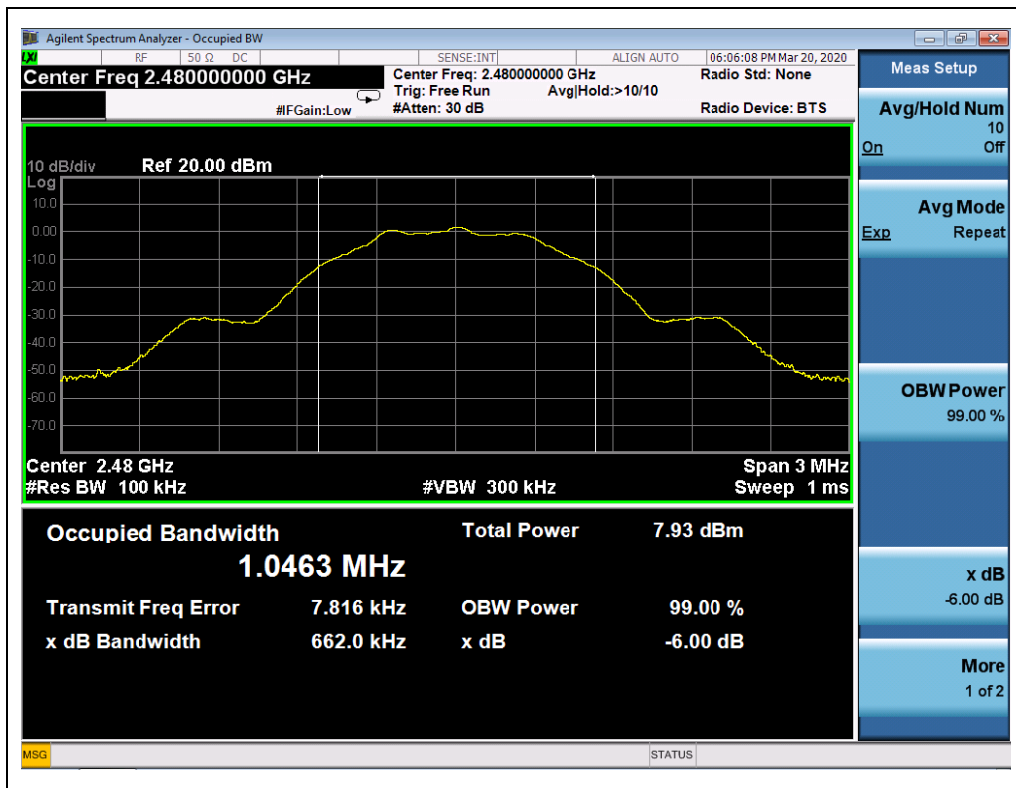 Agilent Spectrum Analyzer - Occupied BW
LXI RF 50 Ω DC SENSE:INT ALIGN AUTO 06:06:08 PM Mar 20, 2020
Center Freq 2.480000000 GHz
Center Freq: 2.480000000 GHz
Radio Std: None
Trig: Free Run Avg|Hold:>10/10
#IFGain:Low
#Atten: 30 dB
Radio Device: BTS
10 dB/div Ref 20.00 dBm
Log
10.0
0.00
-10.0
-20.0
-30.0
-40.0
-50.0
-60.0
-70.0
Center 2.48 GHz Span 3 MHz
#Res BW 100 kHz #VBW 300 kHz Sweep 1 ms
Occupied Bandwidth Total Power 7.93 dBm
1.0463 MHz
Transmit Freq Error 7.816 kHz OBW Power 99.00 %
x dB Bandwidth 662.0 kHz x dB -6.00 dB
Meas Setup
Avg/Hold Num
10
On Off
Avg Mode
Exp Repeat
OBW Power
99.00 %
x dB
-6.00 dB
More
1 of 2
MSG STATUS